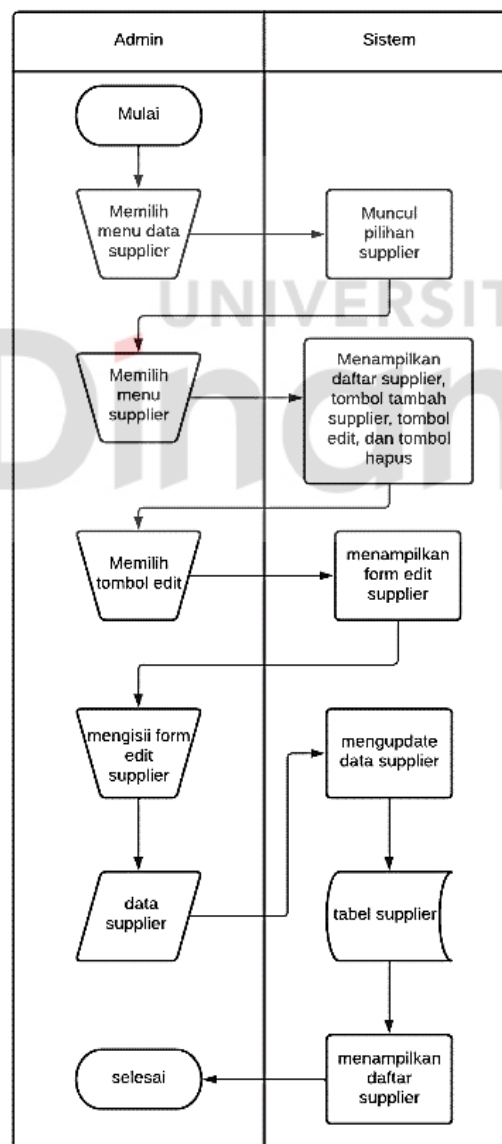 Admin
Sistem
Mulai
Memilih
menu data
supplier
Muncul
pilihan
supplier
UNIVERSIT
Dinam
Memilih
menu
supplier
Menampilkan
daftar supplier,
tombol tambah
supplier, tombol
edit, dan tombol
hapus
Memilih
tombol edit
menampilkan
form edit
supplier
mengisii form
edit
supplier
mengupdate
data supplier
data
supplier
tabel supplier
selesai
menampilkan
daftar
supplier